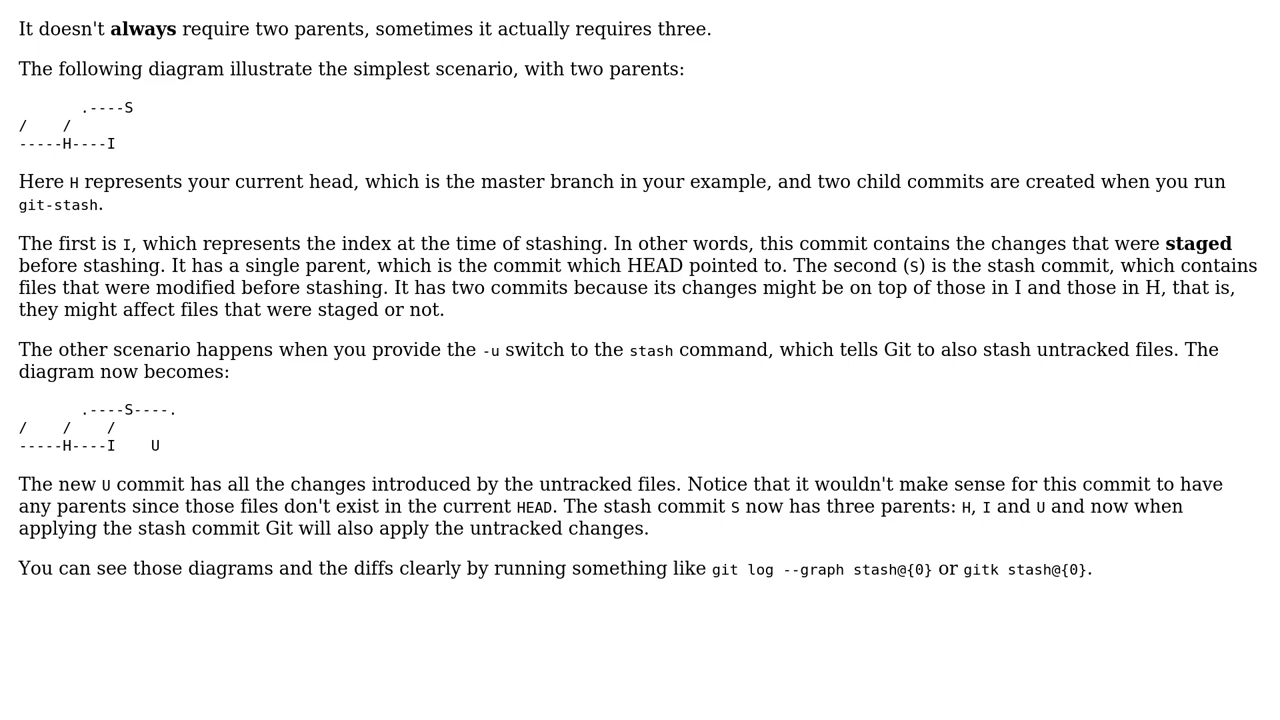 It doesn't always require two parents, sometimes it actually requires three.
The following diagram illustrate the simplest scenario, with two parents:
       .----S
/    /
-----H----I
Here H represents your current head, which is the master branch in your example, and two child commits are created when you run
git-stash.
The first is I, which represents the index at the time of stashing. In other words, this commit contains the changes that were staged
before stashing. It has a single parent, which is the commit which HEAD pointed to. The second (S) is the stash commit, which contains
files that were modified before stashing. It has two commits because its changes might be on top of those in I and those in H, that is,
they might affect files that were staged or not.
The other scenario happens when you provide the -u switch to the stash command, which tells Git to also stash untracked files. The
diagram now becomes:
       .----S----.
/    /    /
-----H----I    U
The new U commit has all the changes introduced by the untracked files. Notice that it wouldn't make sense for this commit to have
any parents since those files don't exist in the current HEAD. The stash commit S now has three parents: H, I and U and now when
applying the stash commit Git will also apply the untracked changes.
You can see those diagrams and the diffs clearly by running something like git log --graph stash@{0} or gitk stash@{0}.